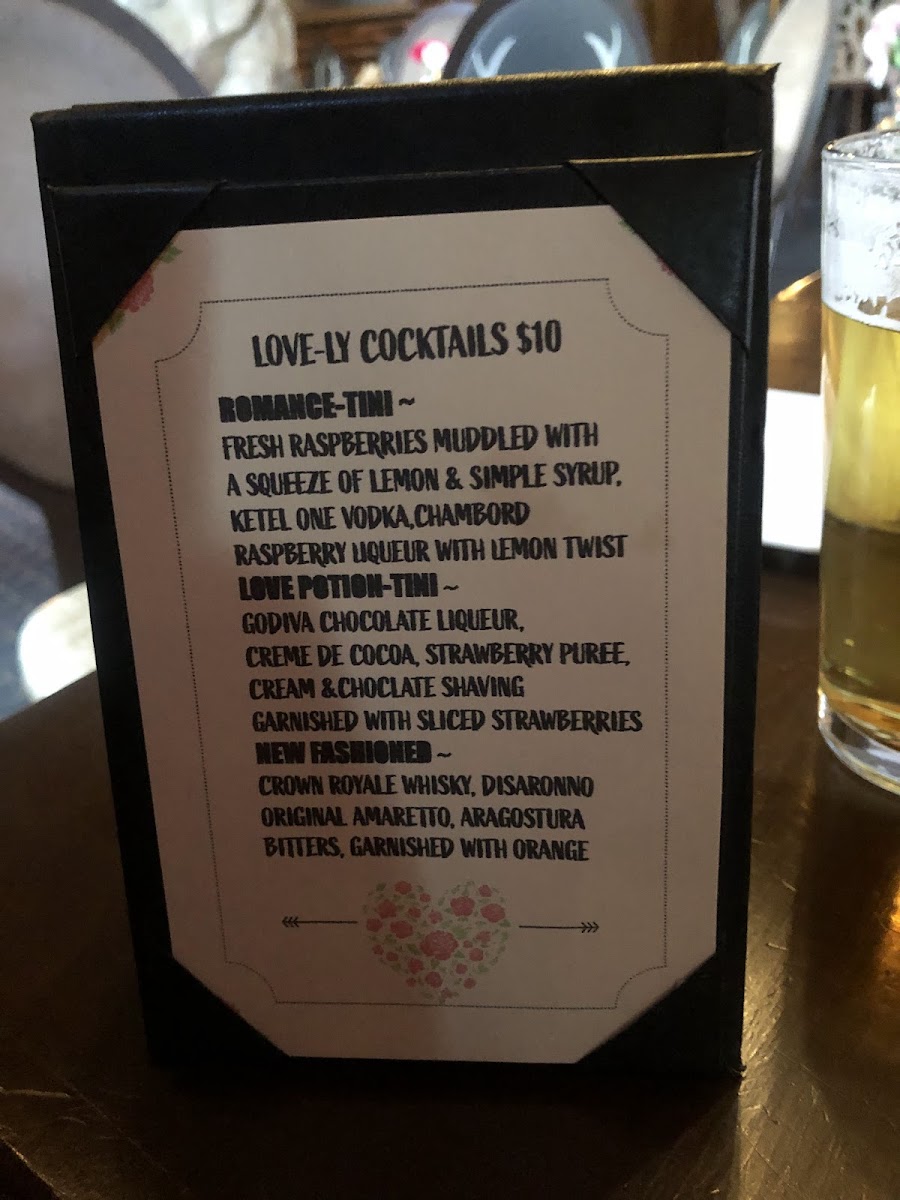 LOVE-LY COCKTAILS $10
ROMANCE-TINI ~
FRESH RASPBERRIES MUDDLED WITH
A SQUEEZE OF LEMON & SIMPLE SYRUP,
KETEL ONE VODKA,CHAMBORD
RASPBERRY LIQUEUR WITH LEMON TWIST
LOVE POTION-TINI ~
GODIVA CHOCOLATE LIQUEUR,
CREME DE COCOA, STRAWBERRY PUREE,
CREAM &CHOCLATE SHAVING
GARNISHED WITH SLICED STRAWBERRIES
NEW FASHIONED ~
CROWN ROYALE WHISKY, DISARONNO
ORIGINAL AMARETTO, ARAGOSTURA
BITTERS, GARNISHED WITH ORANGE